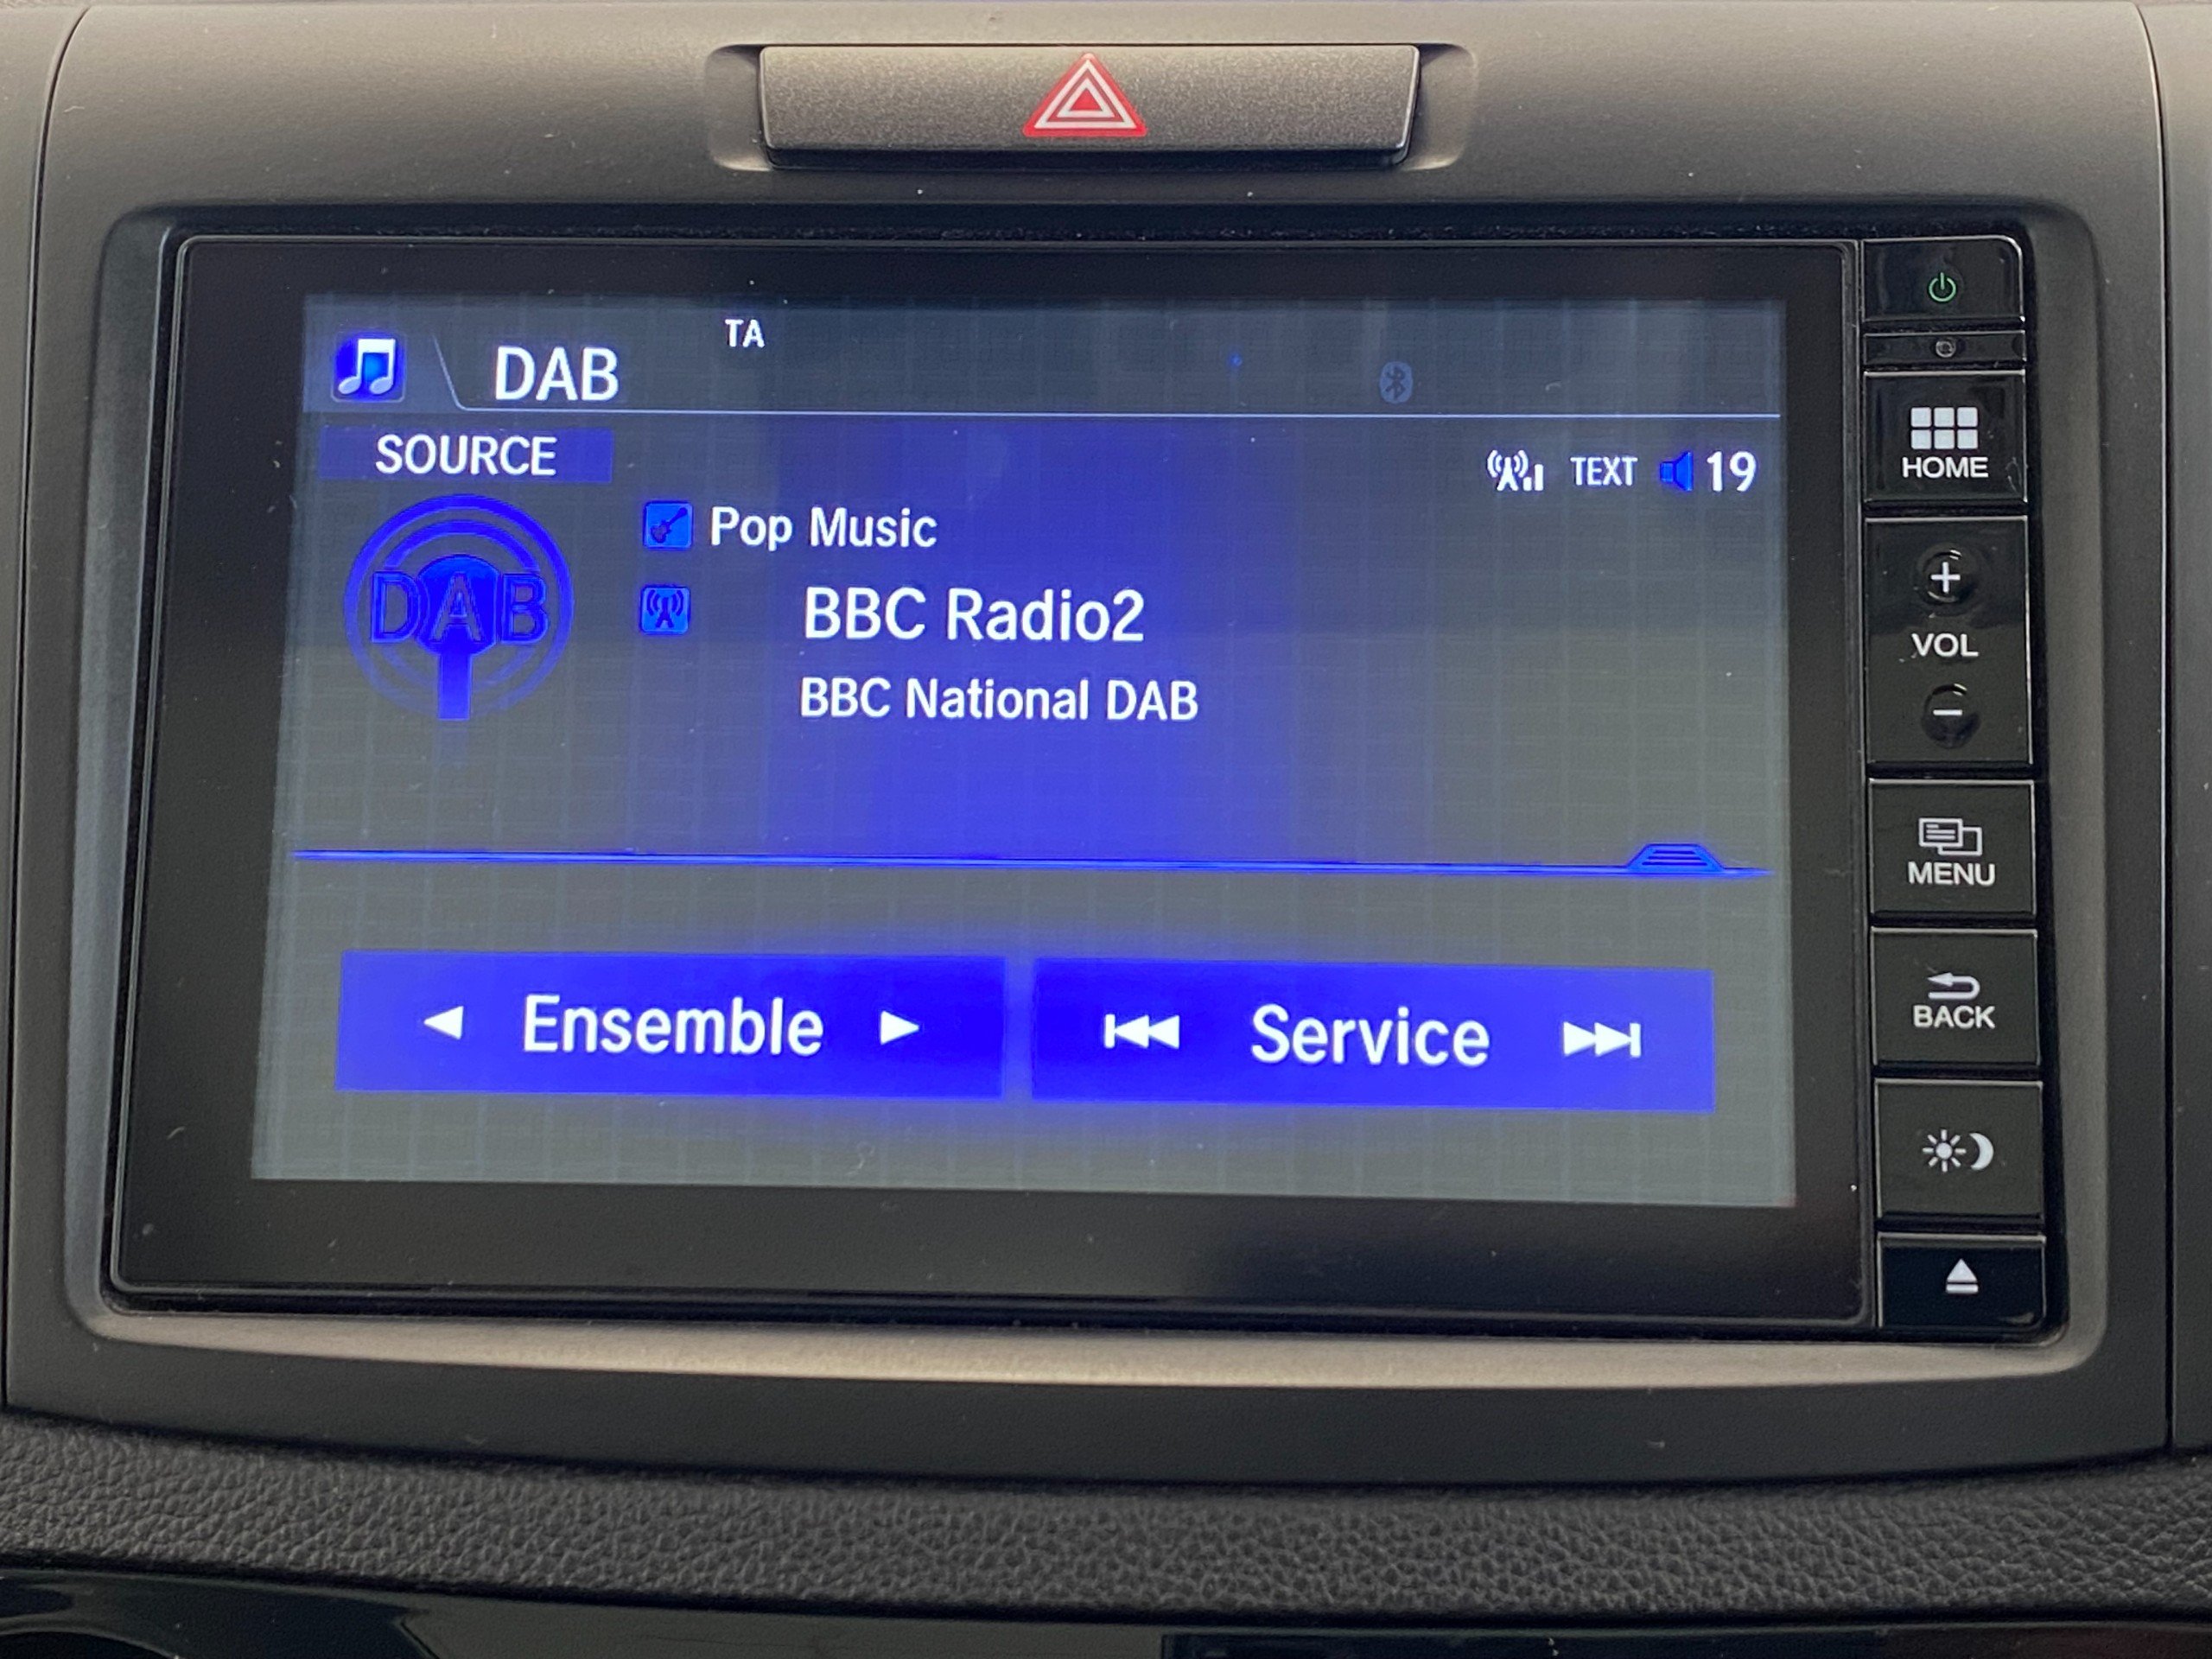 TA
DAB
SOURCE
TEXT 19
DAB
Pop Music
BBC Radio2
BBC National DAB
Ensemble
Service
HOME
+
VOL
−
MENU
BACK